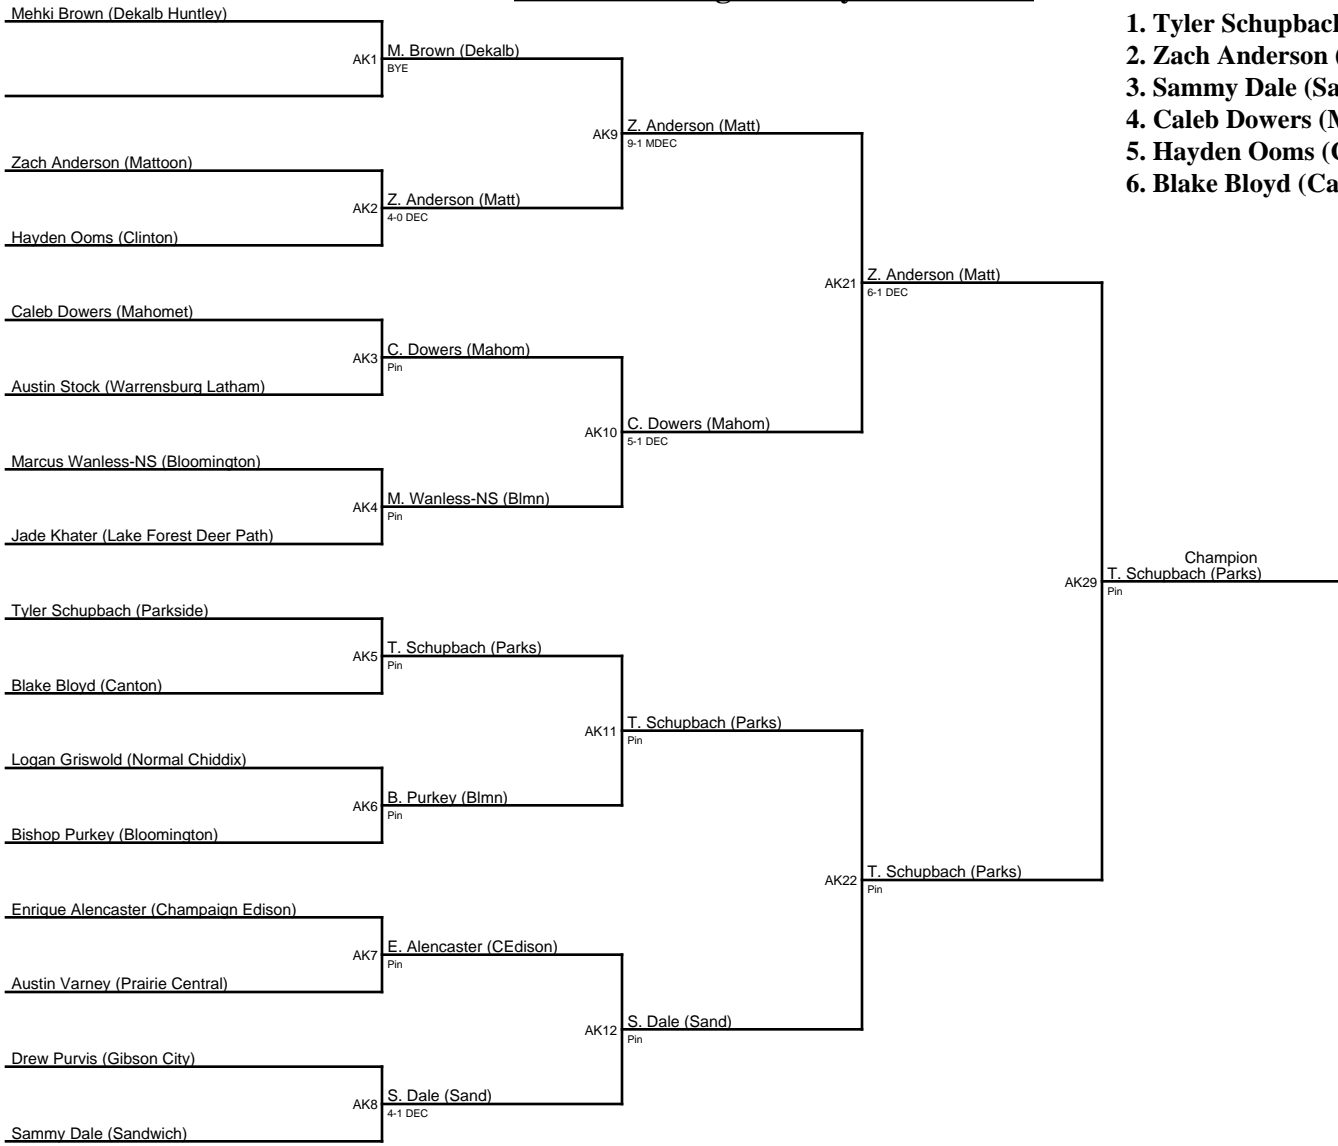 1. Tyler Schupbach
2. Zach Anderson (
3. Sammy Dale (Sa
4. Caleb Dowers (M
5. Hayden Ooms (C
6. Blake Bloyd (Ca
Mehki Brown (Dekalb Huntley)
AK1 M. Brown (Dekalb)
BYE
AK9 Z. Anderson (Matt)
9-1 MDEC
Zach Anderson (Mattoon)
AK2 Z. Anderson (Matt)
4-0 DEC
Hayden Ooms (Clinton)
AK21 Z. Anderson (Matt)
6-1 DEC
Caleb Dowers (Mahomet)
AK3 C. Dowers (Mahom)
Pin
Austin Stock (Warrensburg Latham)
AK10 C. Dowers (Mahom)
5-1 DEC
Marcus Wanless-NS (Bloomington)
AK4 M. Wanless-NS (Blmn)
Pin
Jade Khater (Lake Forest Deer Path)
Champion
AK29 T. Schupbach (Parks)
Pin
Tyler Schupbach (Parkside)
AK5 T. Schupbach (Parks)
Pin
Blake Bloyd (Canton)
AK11 T. Schupbach (Parks)
Pin
Logan Griswold (Normal Chiddix)
AK6 B. Purkey (Blmn)
Pin
Bishop Purkey (Bloomington)
AK22 T. Schupbach (Parks)
Pin
Enrique Alencaster (Champaign Edison)
AK7 E. Alencaster (CEdison)
Pin
Austin Varney (Prairie Central)
AK12 S. Dale (Sand)
Pin
Drew Purvis (Gibson City)
AK8 S. Dale (Sand)
4-1 DEC
Sammy Dale (Sandwich)